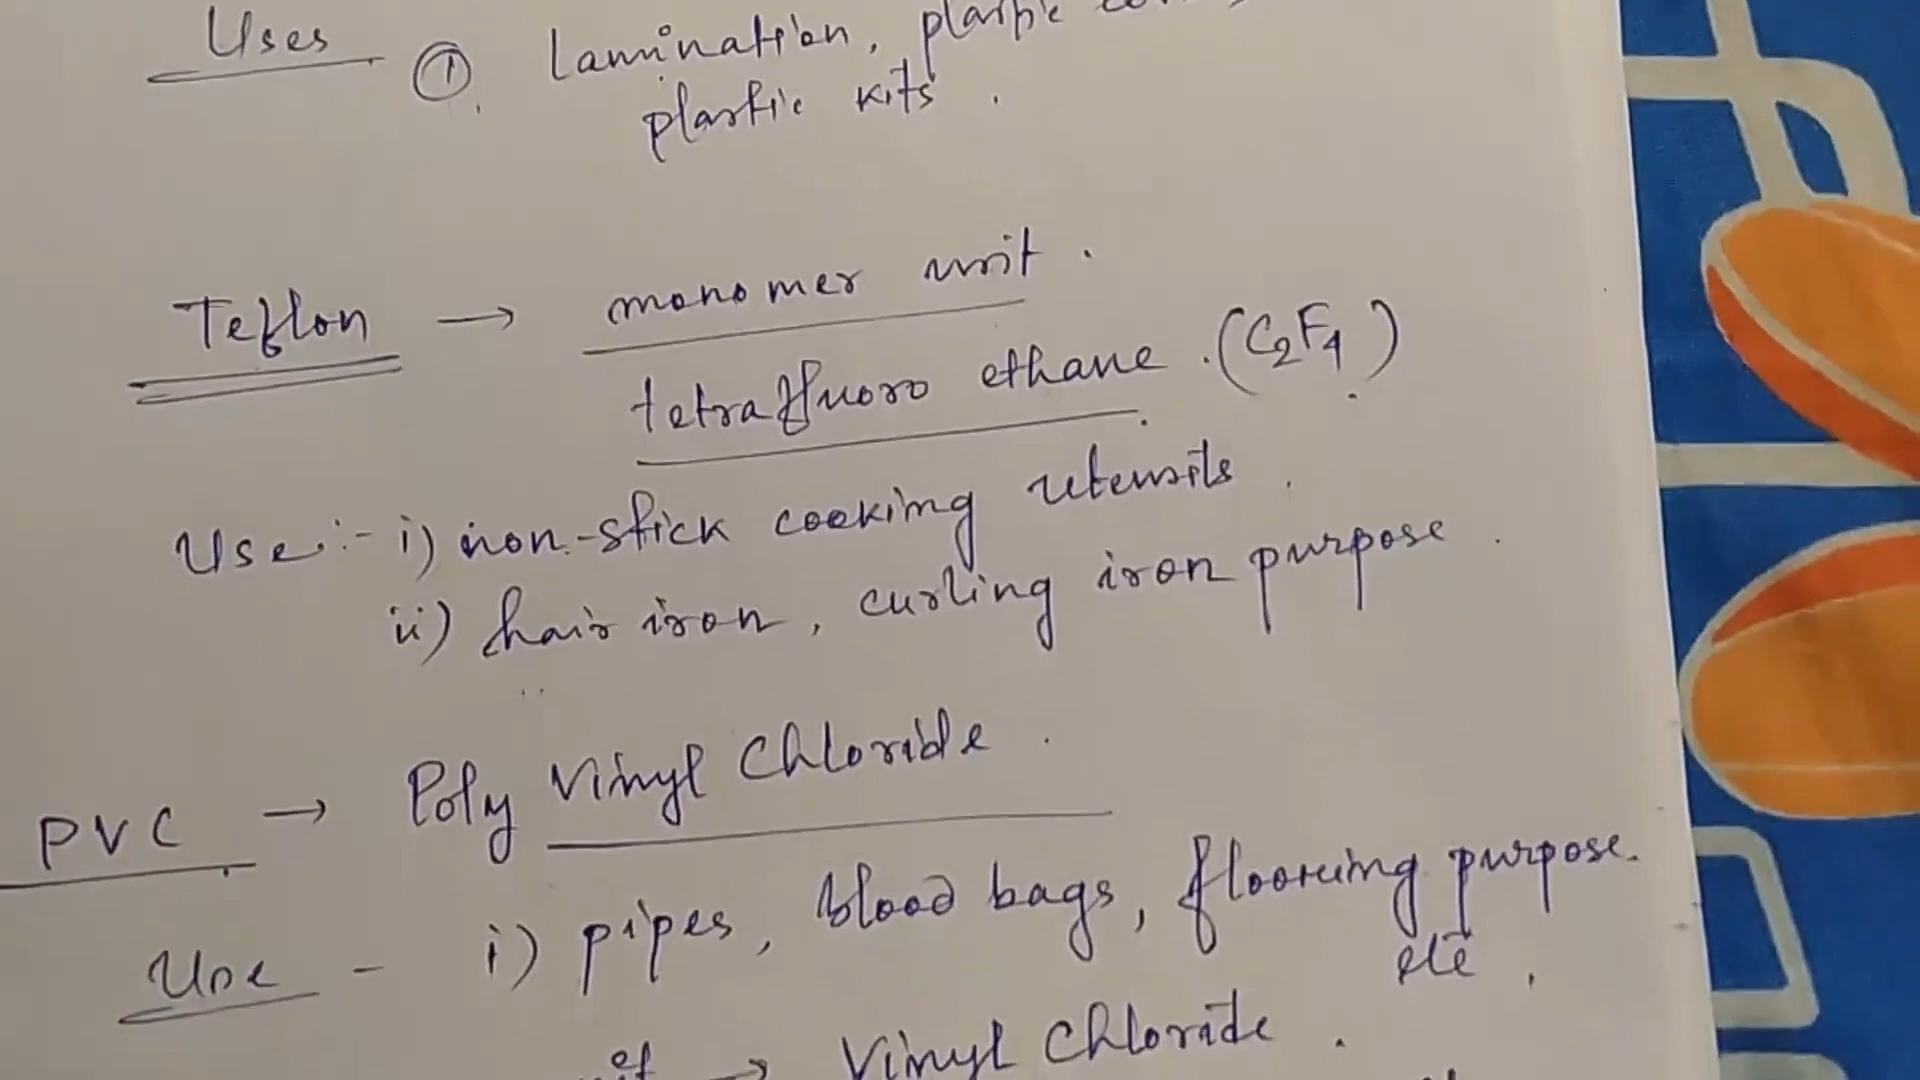 Uses ① Lamination, plastic
plastic kits.
Teflon → monomer unit.
tetrafluoro ethane. (C₂F₄)
Use:- i) non-stick cooking utensils.
ii) hair iron, curling iron purpose.
PVC → Poly Vinyl Chloride.
Use - i) pipes, blood bags, flooring purpose.
etc,
→ Vinyl Chloride.